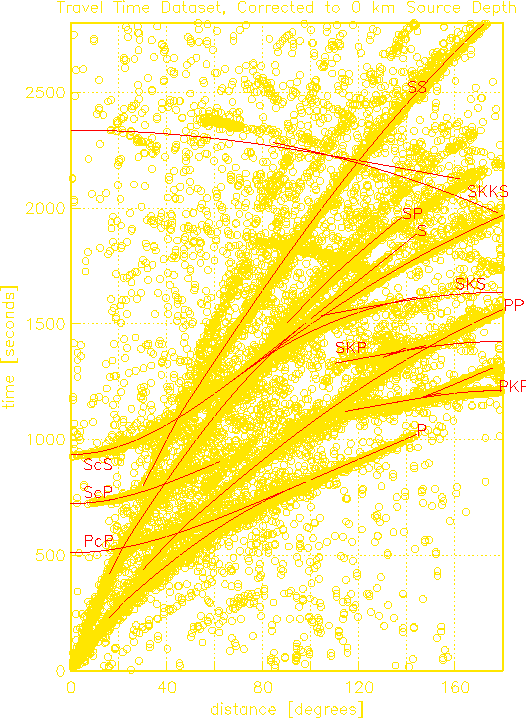 Travel Time Dataset, Corrected to 0 km Source Depth
2500
2000
1500
1000
500
0
time [seconds]
SS
SKKS
SP
S
SKS
PP
SKP
PKP
P
ScS
ScP
PcP
0 40 80 120 160
distance [degrees]